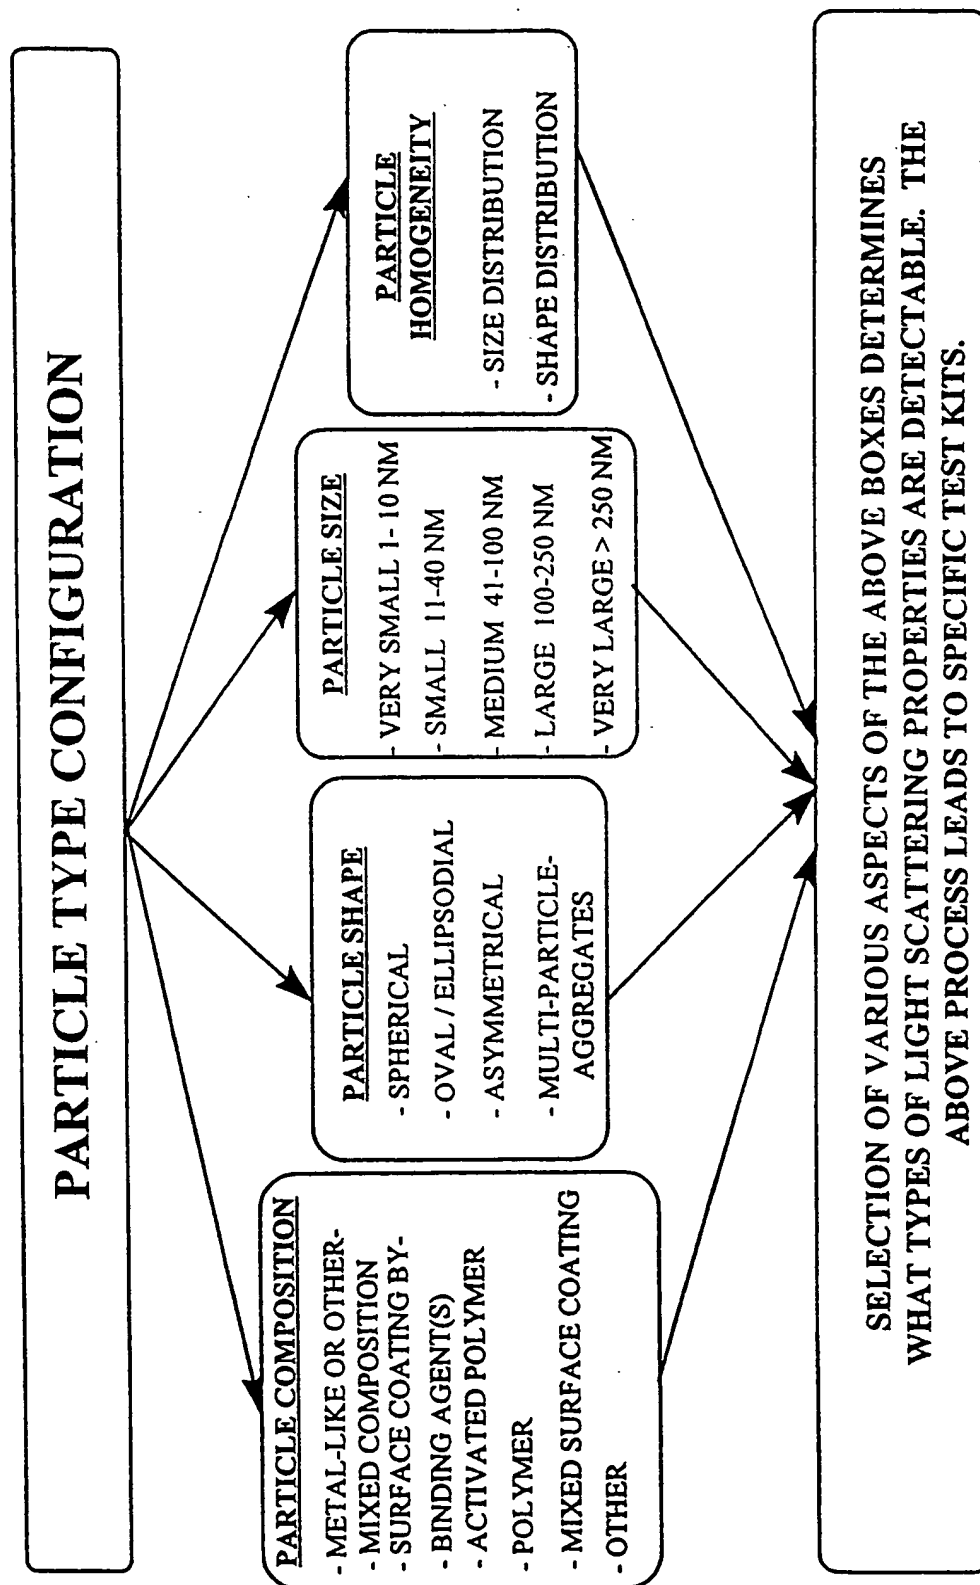 PARTICLE TYPE CONFIGURATION
PARTICLE COMPOSITION
- METAL-LIKE OR OTHER-
- MIXED COMPOSITION
- SURFACE COATING BY-
- BINDING AGENT(S)
- ACTIVATED POLYMER
- POLYMER
- MIXED SURFACE COATING
- OTHER
PARTICLE SHAPE
- SPHERICAL
- OVAL / ELLIPSODIAL
- ASYMMETRICAL
- MULTI-PARTICLE-
AGGREGATES
PARTICLE SIZE
- VERY SMALL 1- 10 NM
- SMALL 11-40 NM
- MEDIUM 41-100 NM
- LARGE 100-250 NM
- VERY LARGE > 250 NM
PARTICLE
HOMOGENEITY
- SIZE DISTRIBUTION
- SHAPE DISTRIBUTION
SELECTION OF VARIOUS ASPECTS OF THE ABOVE BOXES DETERMINES
WHAT TYPES OF LIGHT SCATTERING PROPERTIES ARE DETECTABLE. THE
ABOVE PROCESS LEADS TO SPECIFIC TEST KITS.